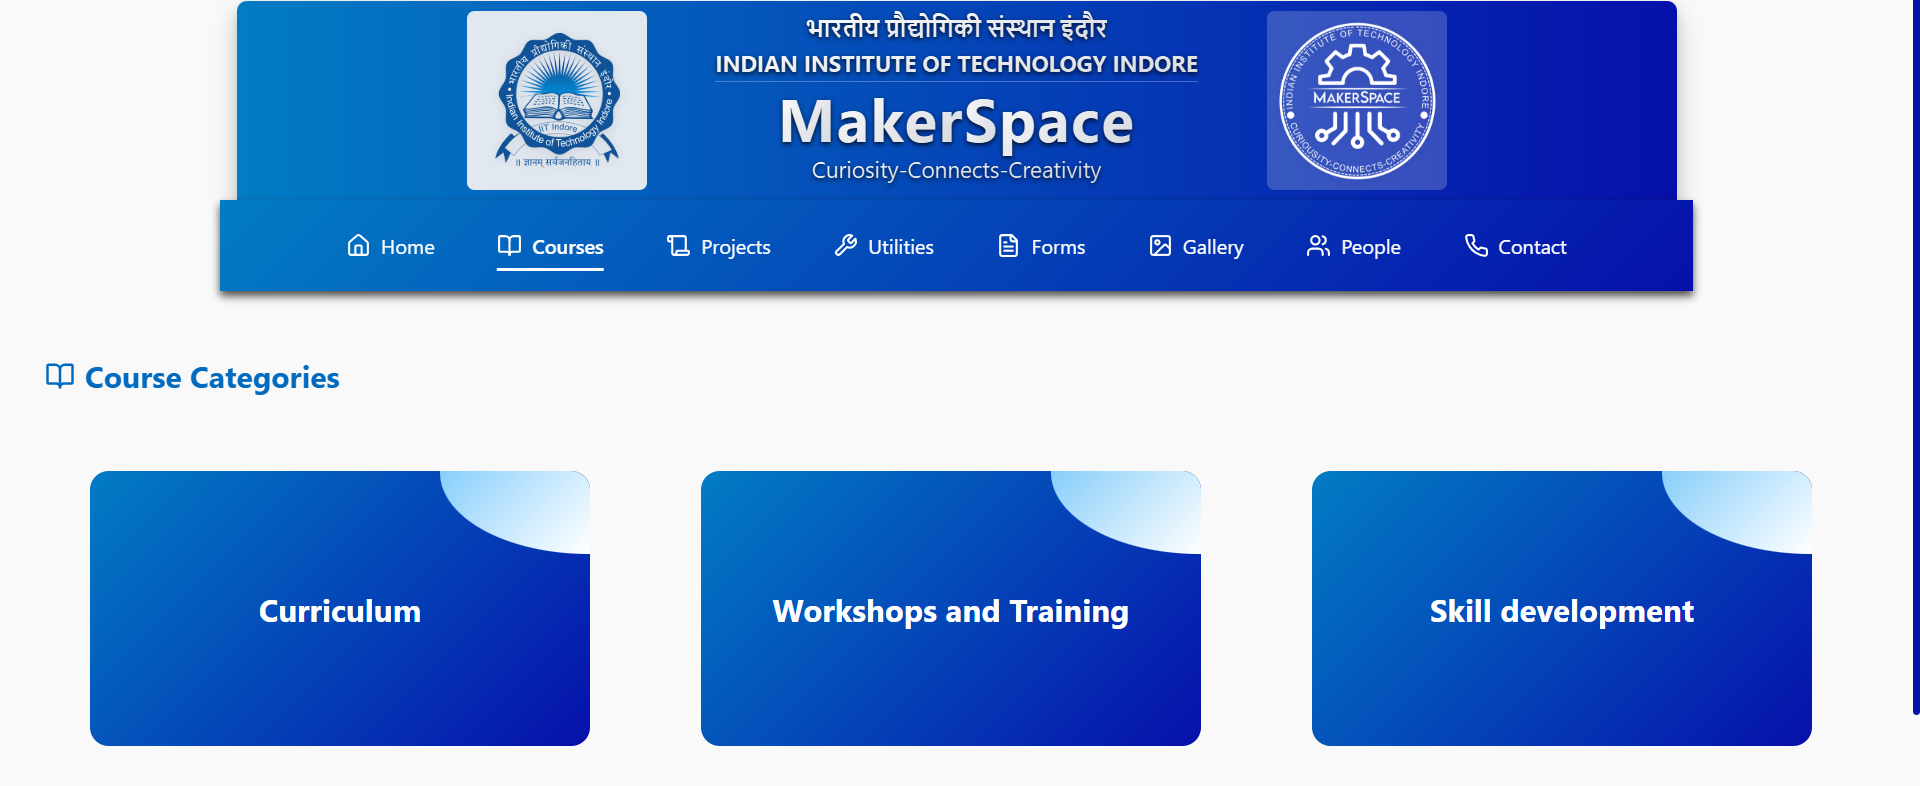 भारतीय प्रौद्योगिकी संस्थान इंदौर
INDIAN INSTITUTE OF TECHNOLOGY INDORE
MakerSpace
Curiosity-Connects-Creativity
भारतीय प्रौद्योगिकी संस्थान इंदौर
Indian Institute of Technology Indore
IIT Indore
॥ ज्ञानम् सर्वजनहिताय ॥
INDIAN INSTITUTE OF TECHNOLOGY INDORE
MAKERSPACE
CURIOUSITY-CONNECTS-CREATIVITY
Home Courses Projects Utilities Forms Gallery People Contact
Course Categories
Curriculum Workshops and Training Skill development